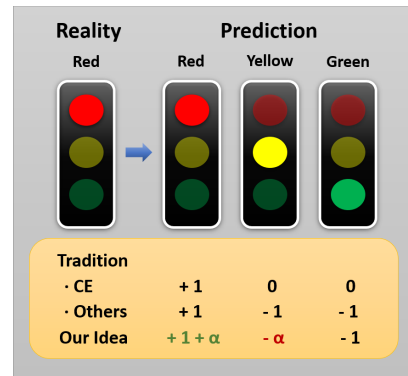 Reality Prediction
Red Red Yellow Green
Tradition
· CE + 1 0 0
· Others + 1 - 1 - 1
Our Idea + 1 + α - α - 1